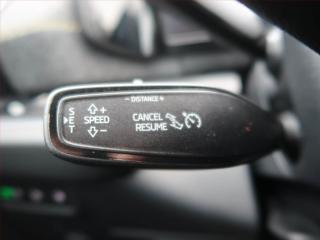 − DISTANCE +
SET
+
SPEED
−
CANCEL
RESUME